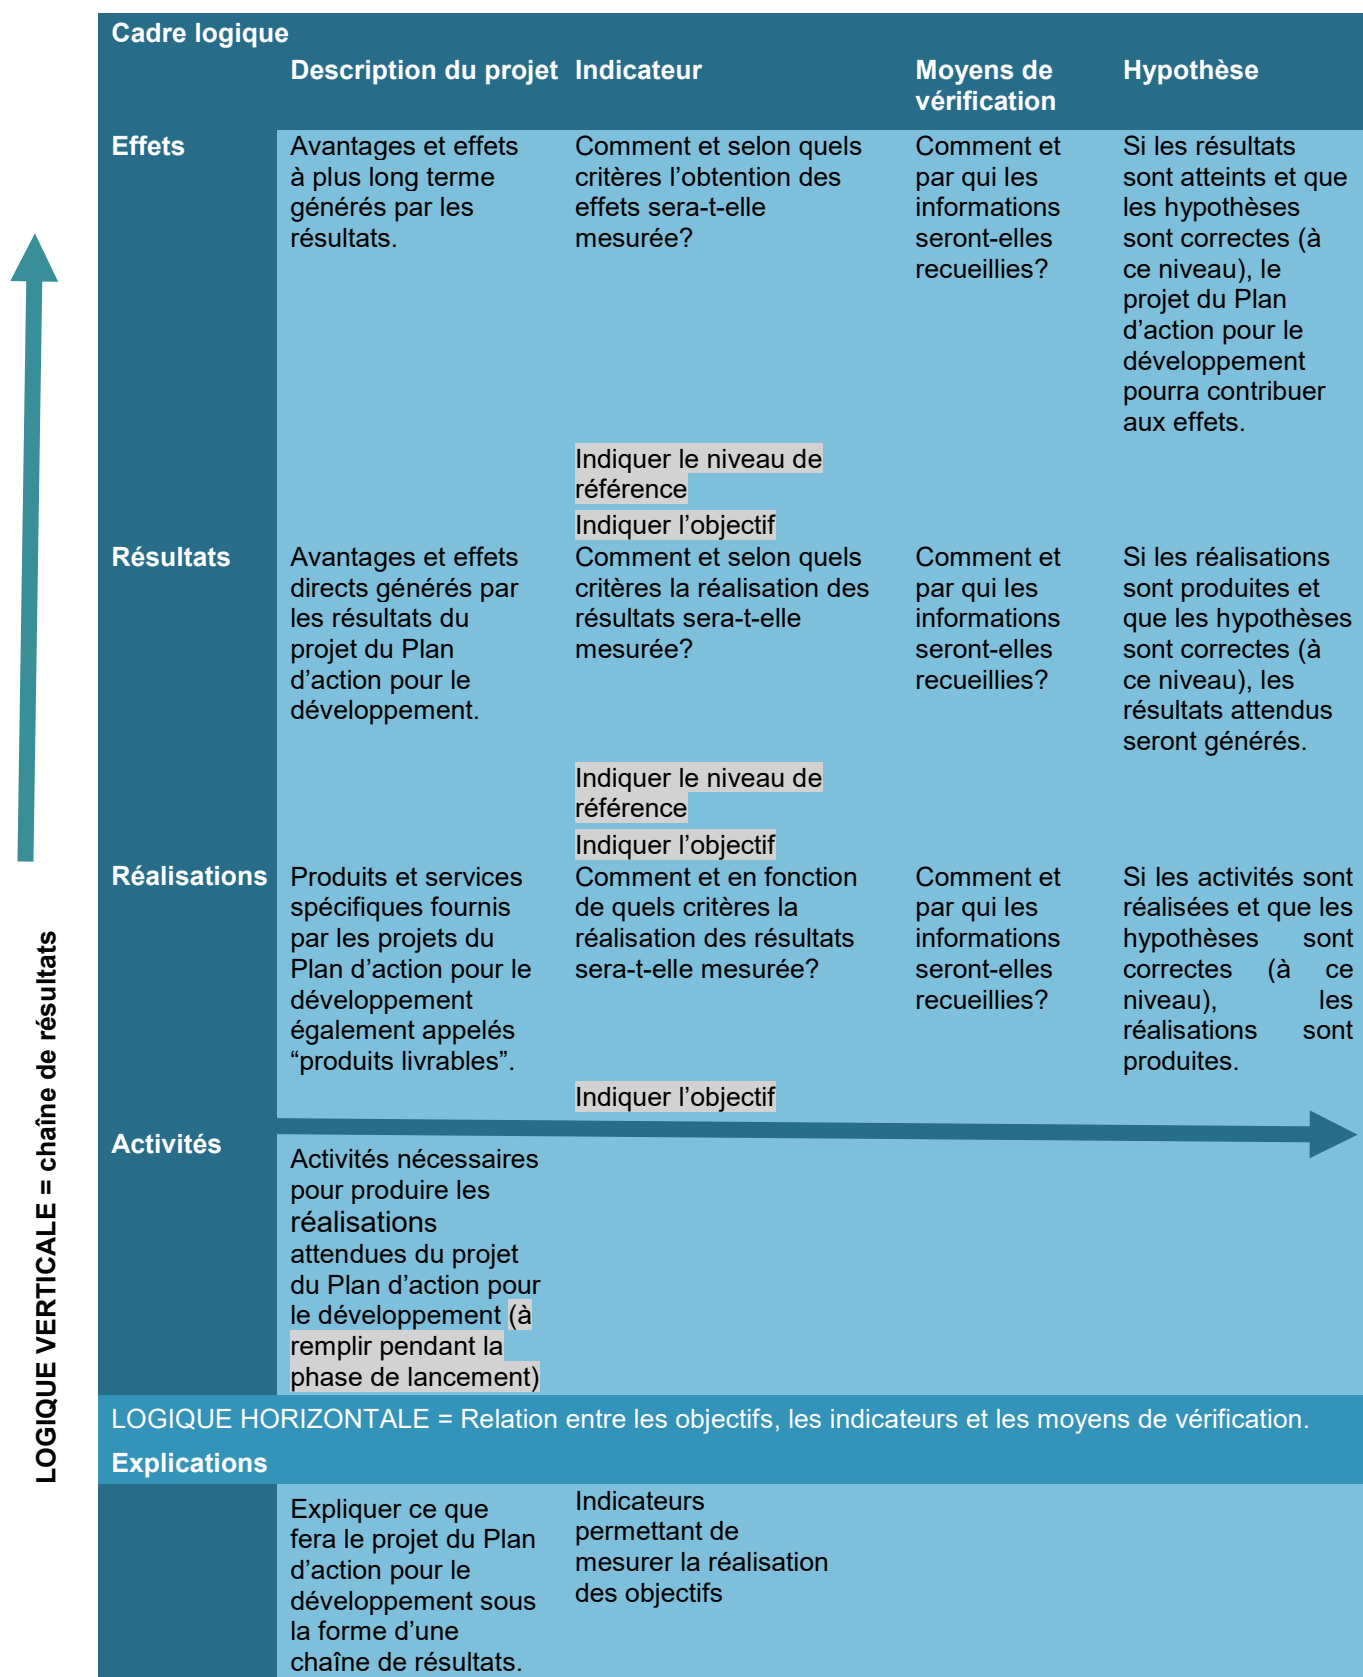 Cadre logique
Description du projet
Indicateur
Moyens de
vérification
Hypothèse
Effets
Avantages et effets
à plus long terme
générés par les
résultats.
Comment et selon quels
critères l’obtention des
effets sera-t-elle
mesurée?
Comment et
par qui les
informations
seront-elles
recueillies?
Si les résultats
sont atteints et que
les hypothèses
sont correctes (à
ce niveau), le
projet du Plan
d’action pour le
développement
pourra contribuer
aux effets.
Indiquer le niveau de
référence
Indiquer l’objectif
Résultats
Avantages et effets
directs générés par
les résultats du
projet du Plan
d’action pour le
développement.
Comment et selon quels
critères la réalisation des
résultats sera-t-elle
mesurée?
Comment et
par qui les
informations
seront-elles
recueillies?
Si les réalisations
sont produites et
que les hypothèses
sont correctes (à
ce niveau), les
résultats attendus
seront générés.
Indiquer le niveau de
référence
Indiquer l’objectif
Réalisations
Produits et services
spécifiques fournis
par les projets du
Plan d’action pour le
développement
également appelés
“produits livrables”.
Comment et en fonction
de quels critères la
réalisation des résultats
sera-t-elle mesurée?
Comment et
par qui les
informations
seront-elles
recueillies?
Si les activités sont
réalisées et que les
hypothèses sont
correctes (à ce
niveau), les
réalisations sont
produites.
Indiquer l’objectif
Activités
Activités nécessaires
pour produire les
réalisations
attendues du projet
du Plan d’action pour
le développement (à
remplir pendant la
phase de lancement)
LOGIQUE VERTICALE = chaîne de résultats
LOGIQUE HORIZONTALE = Relation entre les objectifs, les indicateurs et les moyens de vérification.
Explications
Expliquer ce que
fera le projet du Plan
d’action pour le
développement sous
la forme d’une
chaîne de résultats.
Indicateurs
permettant de
mesurer la réalisation
des objectifs